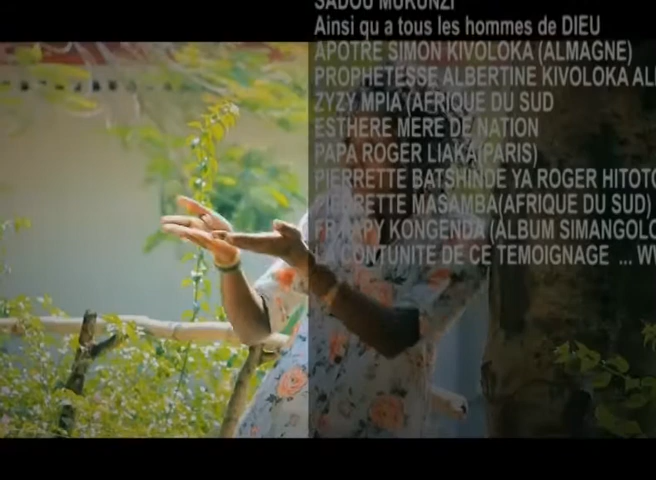 SADOU MUKUNZI
Ainsi qu a tous les hommes de DIEU
APOTRE SIMON KIVOLOKA (ALMAGNE)
PROPHETESSE ALBERTINE KIVOLOKA
ZYZY MPIA (AFRIQUE DU SUD
ESTHERE MERE DE NATION
PAPA ROGER LIAKA(PARIS)
PIERRETTE BATSHINDE YA ROGER
PIERRETTE MASAMBA(AFRIQUE DU SUD)
KONGENDA (ALBUM
LA CONTUNITE DE CE TEMOIGNAGE ...